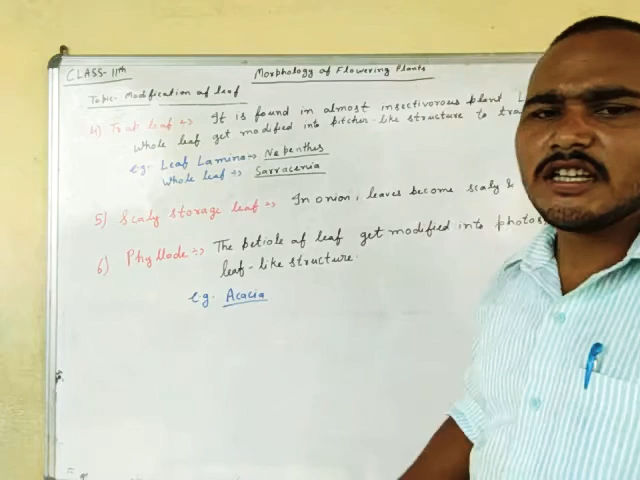 CLASS-11th
Morphology of Flowering Plants
Topic- Modification of leaf
4) Trap leaf → It is found in almost insectivorous plant L
Whole leaf get modified into pitcher-like structure to tra
e.g. Leaf Lamina → Nepenthes
Whole leaf → Sarracenia
5) Scaly storage leaf → In onion, leaves become scaly &
6) Phyllode → The petiole of leaf get modified into photos
leaf-like structure.
e.g. Acacia